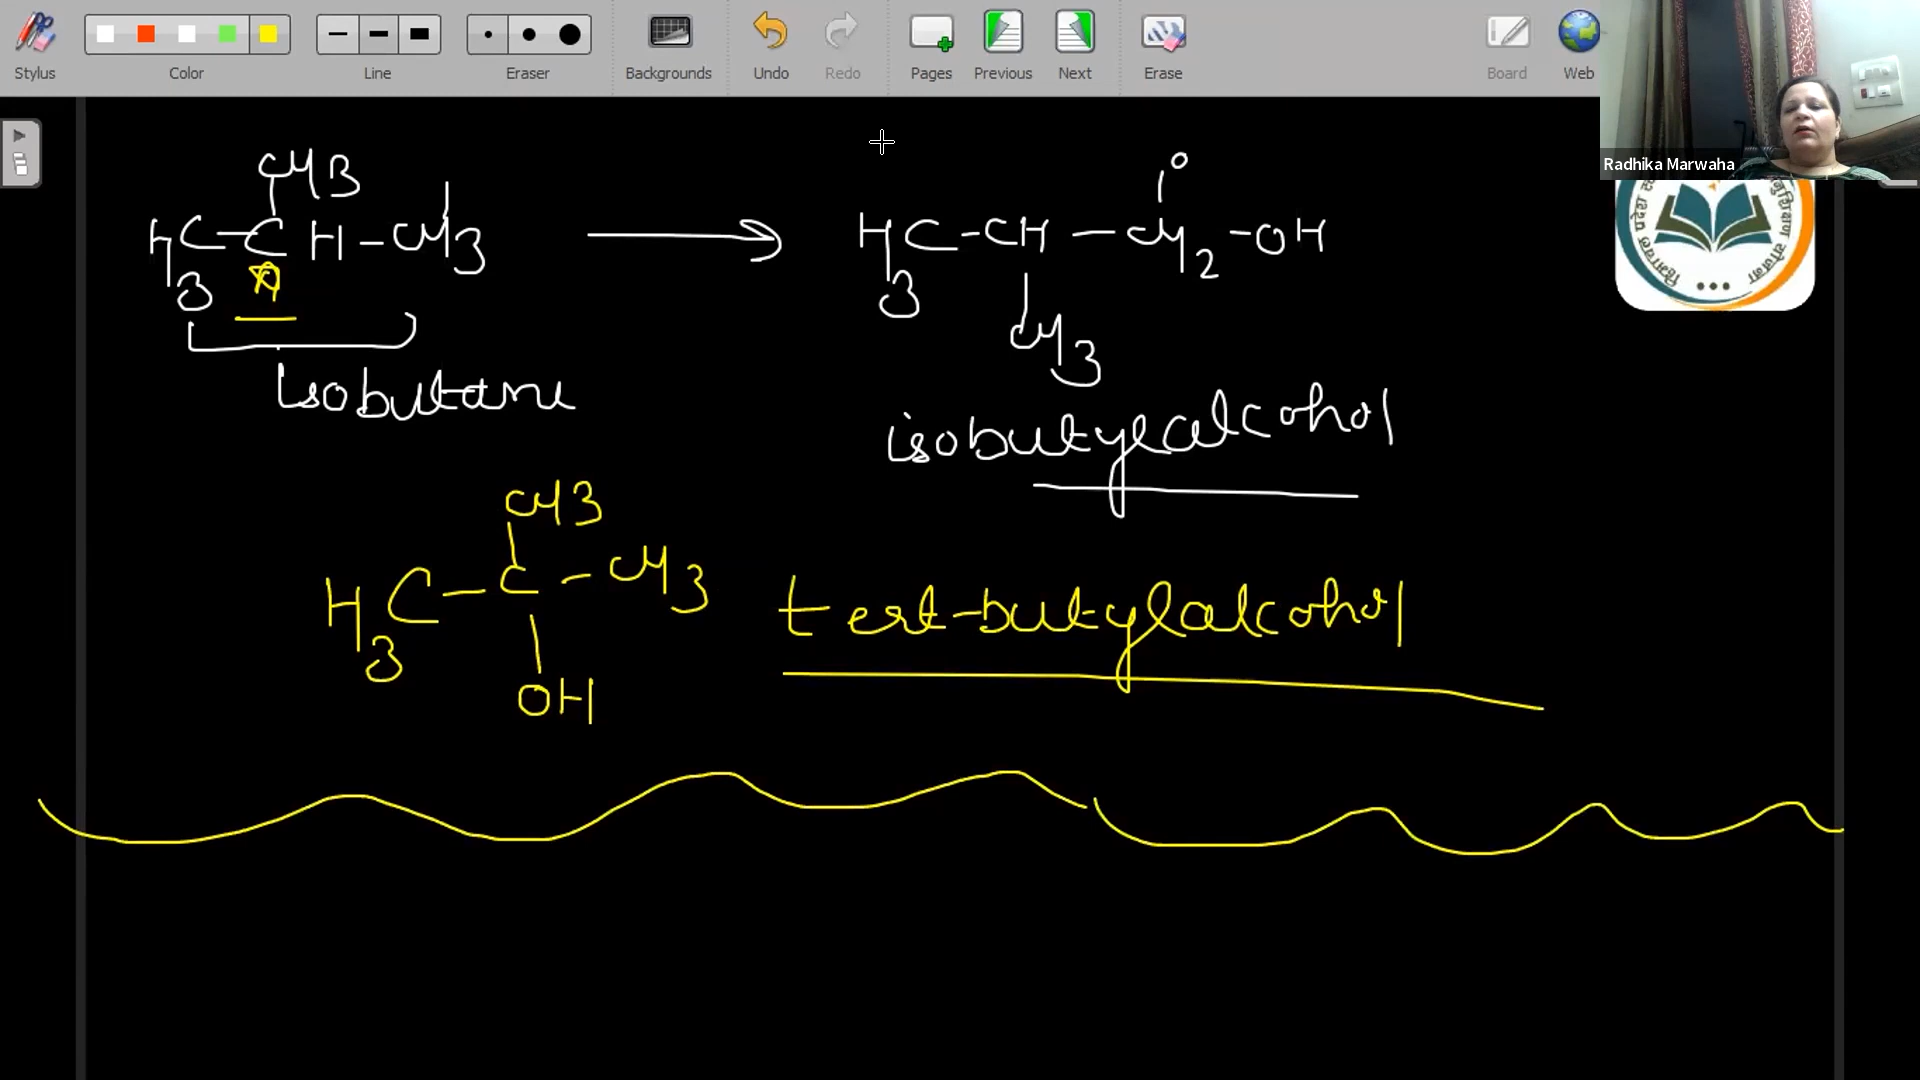 Stylus Color Line Eraser Backgrounds Undo Redo Pages Previous Next Erase Board Web
Radhika Marwaha
CH3
H3C-CH-CH3
isobutane
1°
H3C-CH-CH2-OH
CH3
isobutylalcohol
CH3
H3C-C-CH3
OH
tert-butylalcohol